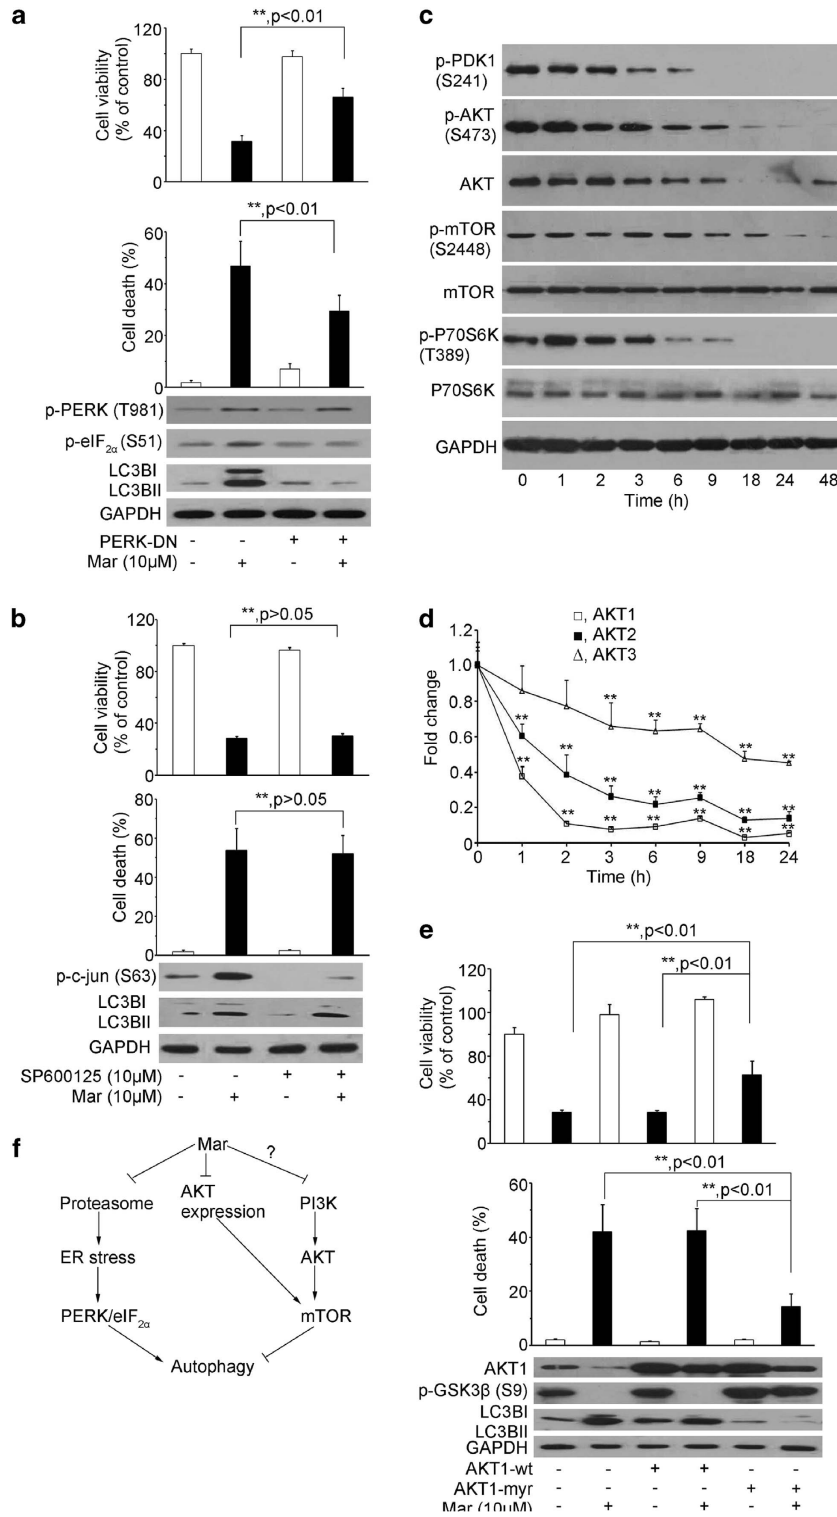 a
**,p<0.01
Cell viability
(% of control)
120
80
40
0
**,p<0.01
Cell death (%)
60
40
20
0
p-PERK (T981)
p-eIF2α (S51)
LC3BI
LC3BII
GAPDH
PERK-DN - - + +
Mar (10µM) - + - +
b
**,p>0.05
Cell viability
(% of control)
120
80
40
0
**,p>0.05
Cell death (%)
80
60
40
20
0
p-c-jun (S63)
LC3BI
LC3BII
GAPDH
SP600125 (10µM) - - + +
Mar (10µM) - + - +
f
Mar
?
Proteasome
AKT
expression
PI3K
ER stress
AKT
PERK/eIF2α
mTOR
Autophagy
c
p-PDK1
(S241)
p-AKT
(S473)
AKT
p-mTOR
(S2448)
mTOR
p-P70S6K
(T389)
P70S6K
GAPDH
0 1 2 3 6 9 18 24 48
Time (h)
d
□, AKT1
■, AKT2
△, AKT3
Fold change
1.2
1.0
0.8
0.6
0.4
0.2
0
** ** ** ** **
** ** ** ** ** ** **
** ** ** ** ** ** **
0 1 2 3 6 9 18 24
Time (h)
e
**,p<0.01
**,p<0.01
Cell viability
(% of control)
120
100
80
40
0
**,p<0.01
**,p<0.01
Cell death (%)
60
40
20
0
AKT1
p-GSK3β (S9)
LC3BI
LC3BII
GAPDH
AKT1-wt - - + + - -
AKT1-myr - - - - + +
Mar (10µM) - + - + - +